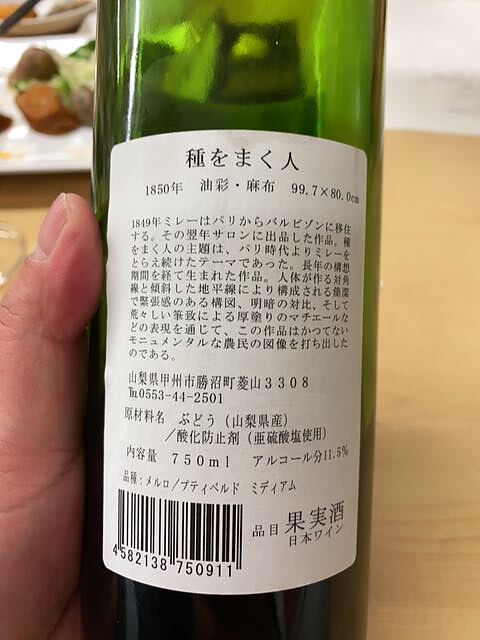 種をまく人
1850年 油彩・麻布 99.7×80.0cm
1849年ミレーはパリからバルビゾンに移住
する。その翌年サロンに出品した作品。種
をまく人の主題は、パリ時代よりミレーを
とらえ続けたテーマであった。長年の構想
期間を経て生まれた作品。人体が作る対角
線と傾斜した地平線により構成される簡潔
で緊張感のある構図、明暗の対比、そして
荒々しい筆致による厚塗りのマチエールな
どの表現を通じて、この作品はかつてない
モニュメンタルな農民の図像を打ち出した
のである。
山梨県甲州市勝沼町菱山3308
℡0553-44-2501
原材料名 ぶどう（山梨県産）
／酸化防止剤（亜硫酸塩使用）
内容量 750ml アルコール分11.5%
品種：メルロ／プティベルド ミディアム
品目 果実酒
日本ワイン
4582138750911